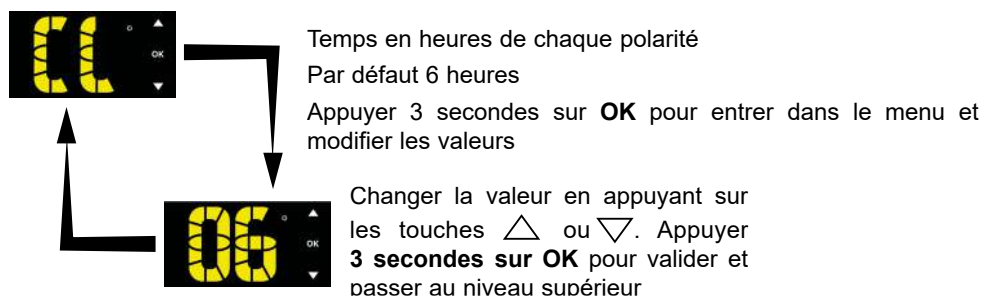 CL
OK
Temps en heures de chaque polarité
Par défaut 6 heures
Appuyer 3 secondes sur OK pour entrer dans le menu et
modifier les valeurs
06
OK
Changer la valeur en appuyant sur
les touches △ ou ▽. Appuyer
3 secondes sur OK pour valider et
passer au niveau supérieur